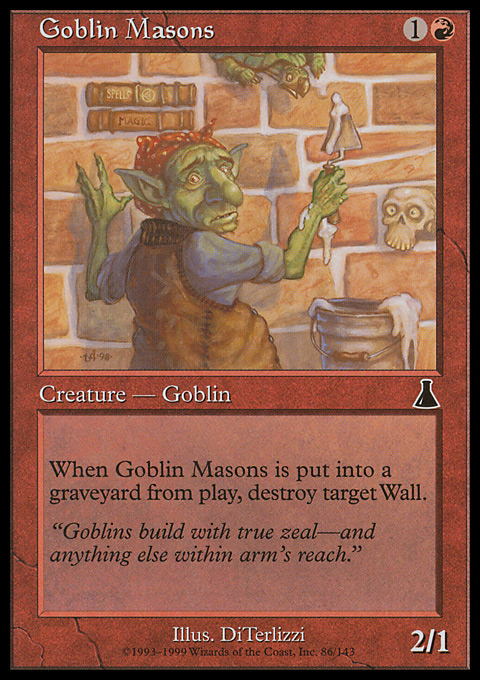 Goblin Masons
1
SPELLS
MAGIC
Creature — Goblin
When Goblin Masons is put into a
graveyard from play, destroy target Wall.
“Goblins build with true zeal—and
anything else within arm’s reach.”
Illus. DiTerlizzi
©1993–1999 Wizards of the Coast, Inc. 86/143
2/1